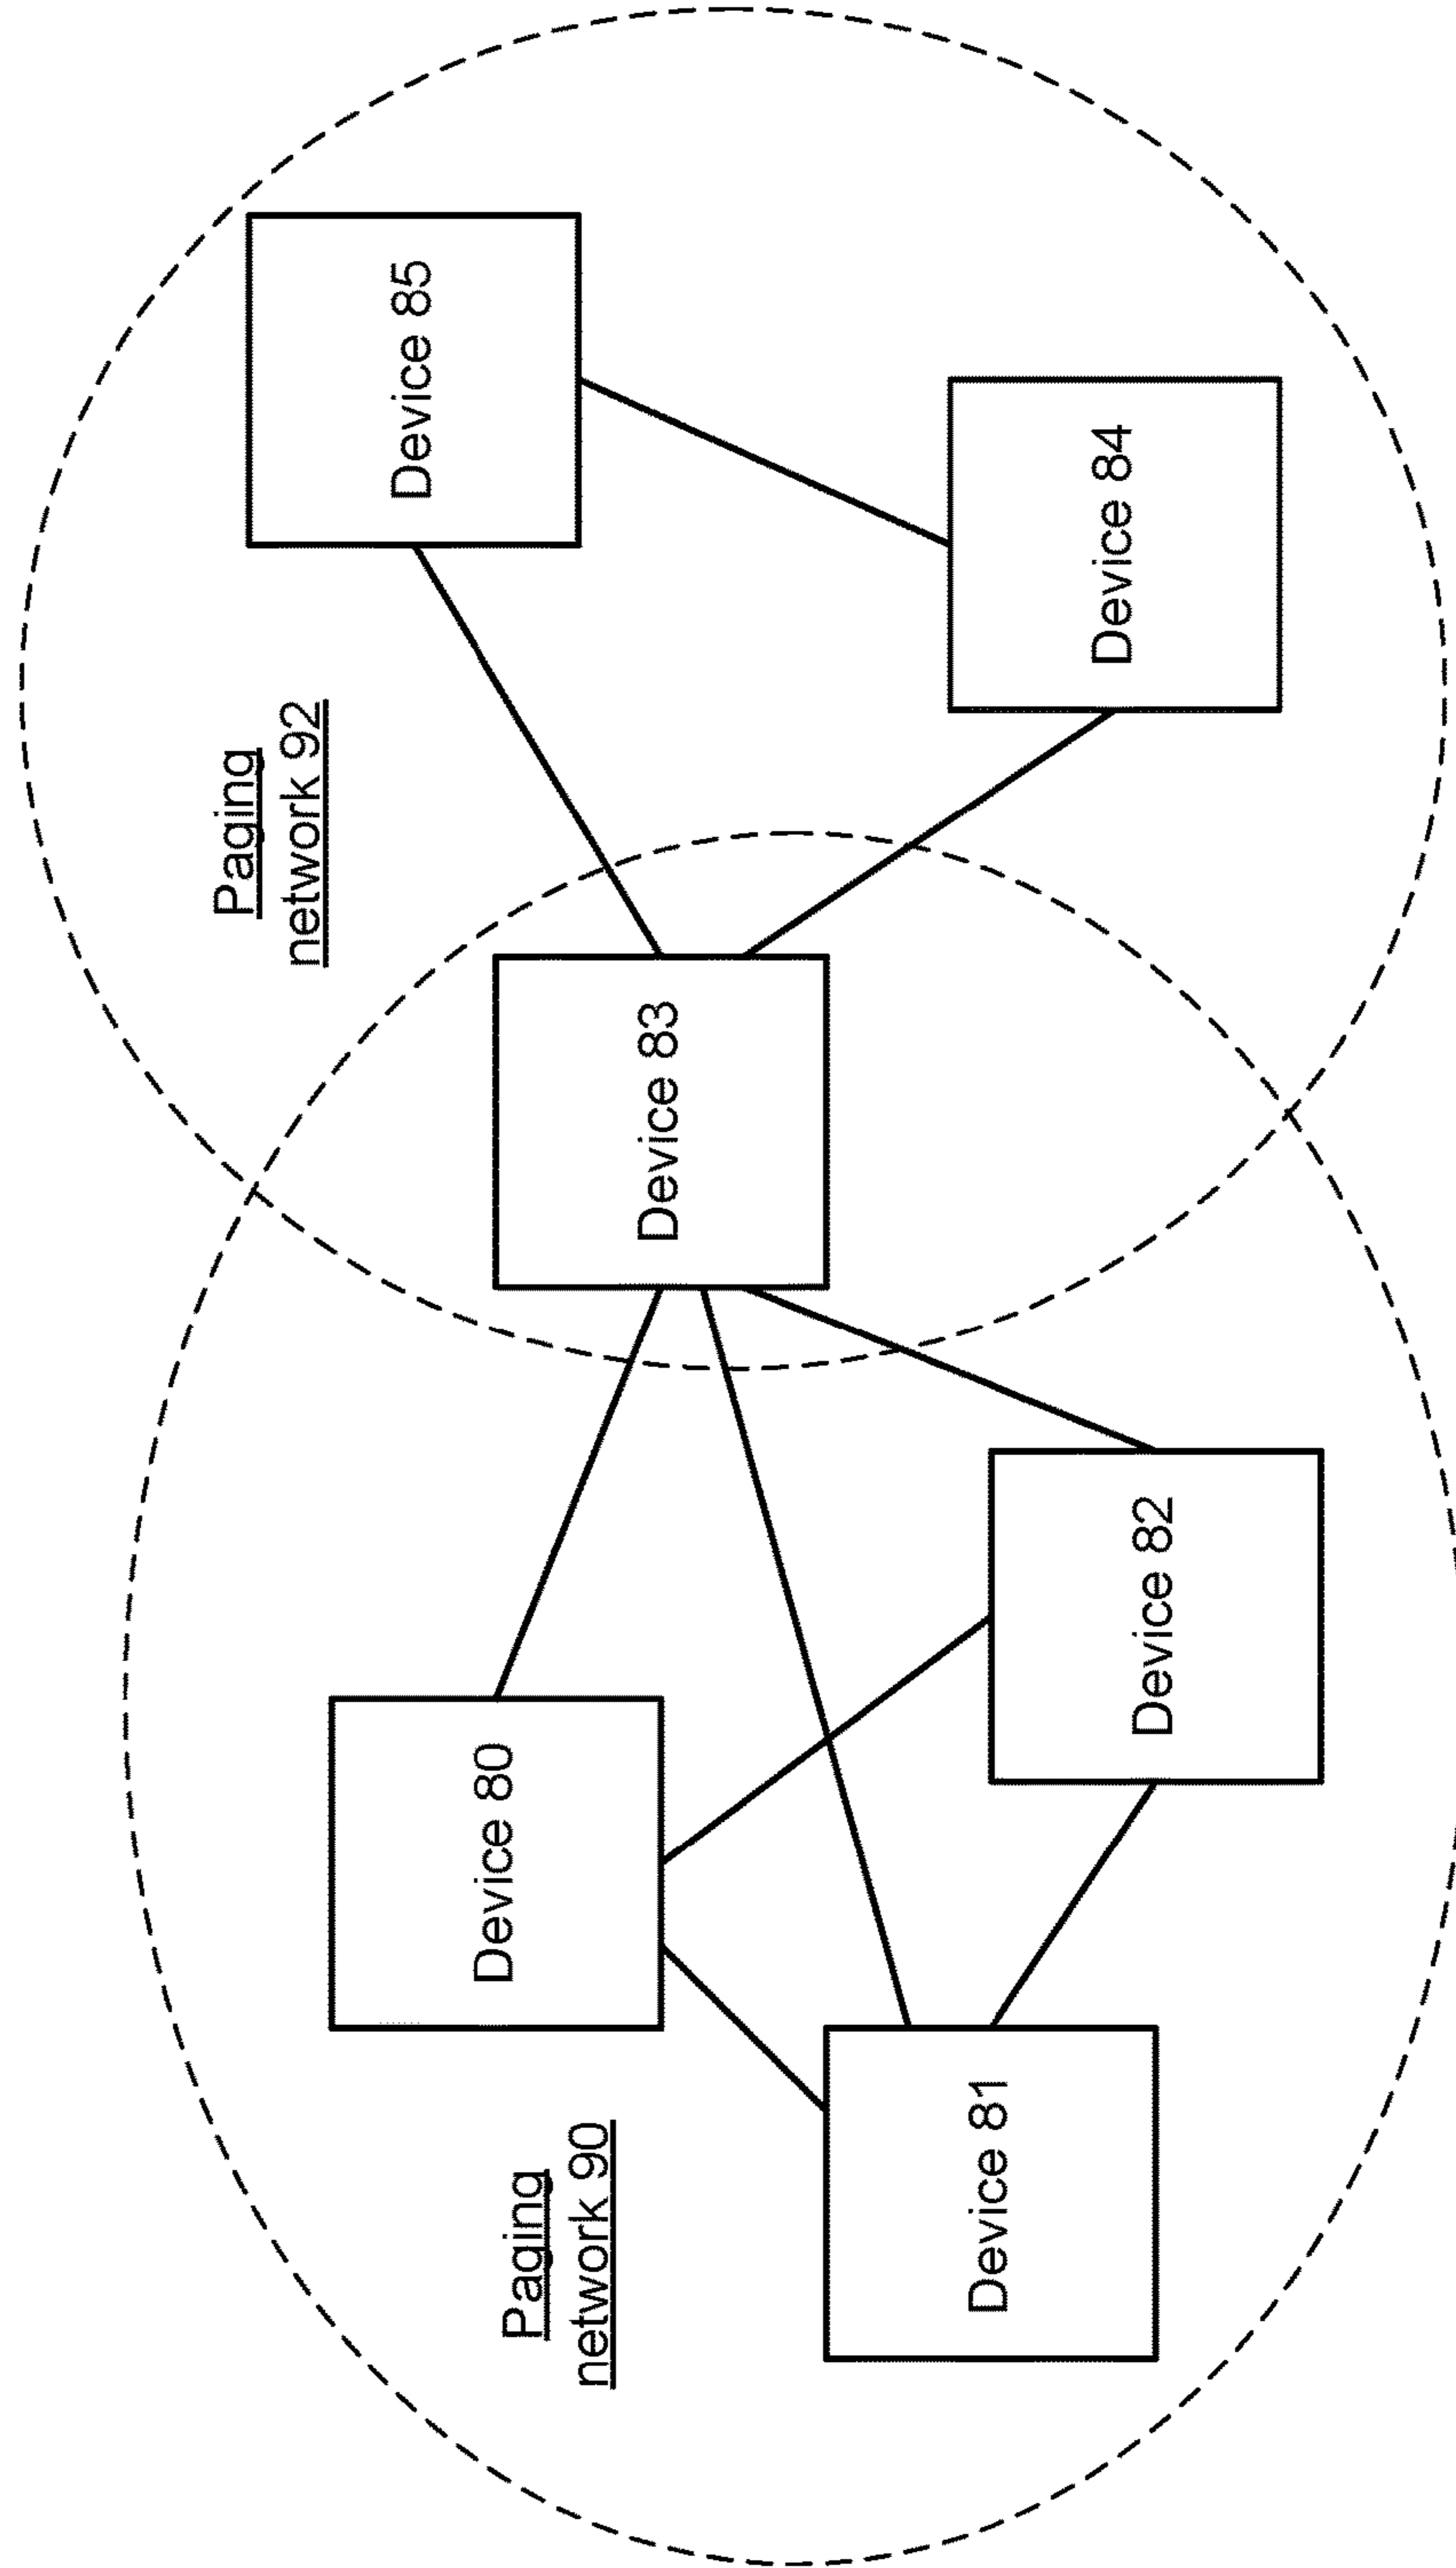 Paging
network 90
Device 80
Device 81
Device 82
Device 83
Paging
network 92
Device 85
Device 84